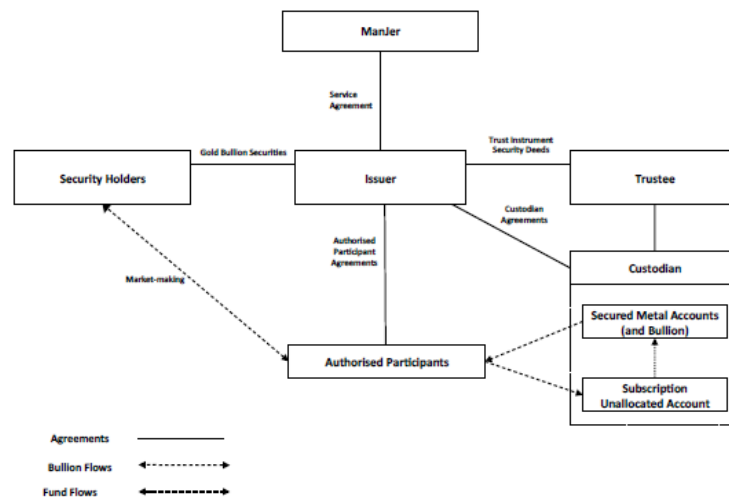 ManJer
Service
Agreement
Gold Bullion Securities
Trust Instrument
Security Deeds
Security Holders
Issuer
Trustee
Custodian
Agreements
Authorised
Participant
Agreements
Custodian
Market-making
Secured Metal Accounts
(and Bullion)
Authorised Participants
Subscription
Unallocated Account
Agreements
Bullion Flows
Fund Flows